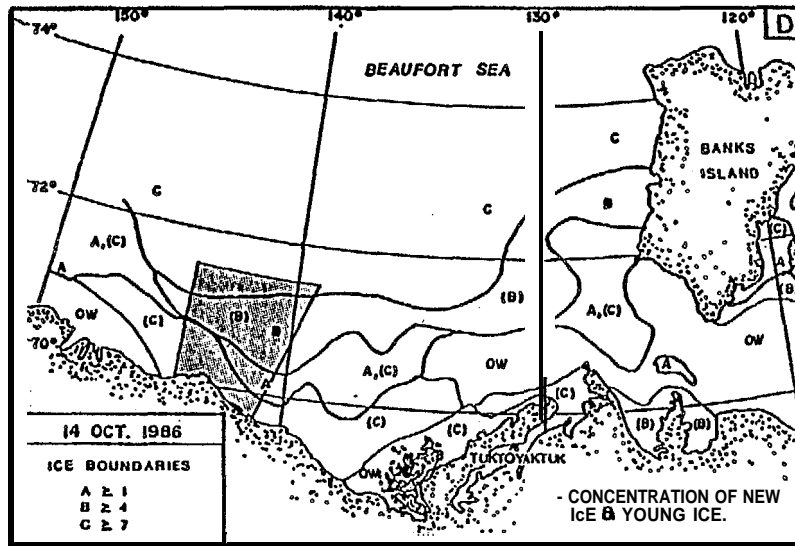 150° 140° 130° 120°
D
74°
BEAUFORT SEA
C
BANKS
ISLAND
72°
C
C
B
(C)
A
(B)
A,(C)
A
(B)
A,(C)
(B)
B
OW
(C)
OW
OW
70°
A
A,(C)
A
(C)
(C)
(C)
(B)
(B)
14 OCT. 1986
TUKTOYAKTUK
OW
ICE BOUNDARIES
A ≥ 1
B ≥ 4
C ≥ 7
- CONCENTRATION OF NEW
IcE & YOUNG ICE.